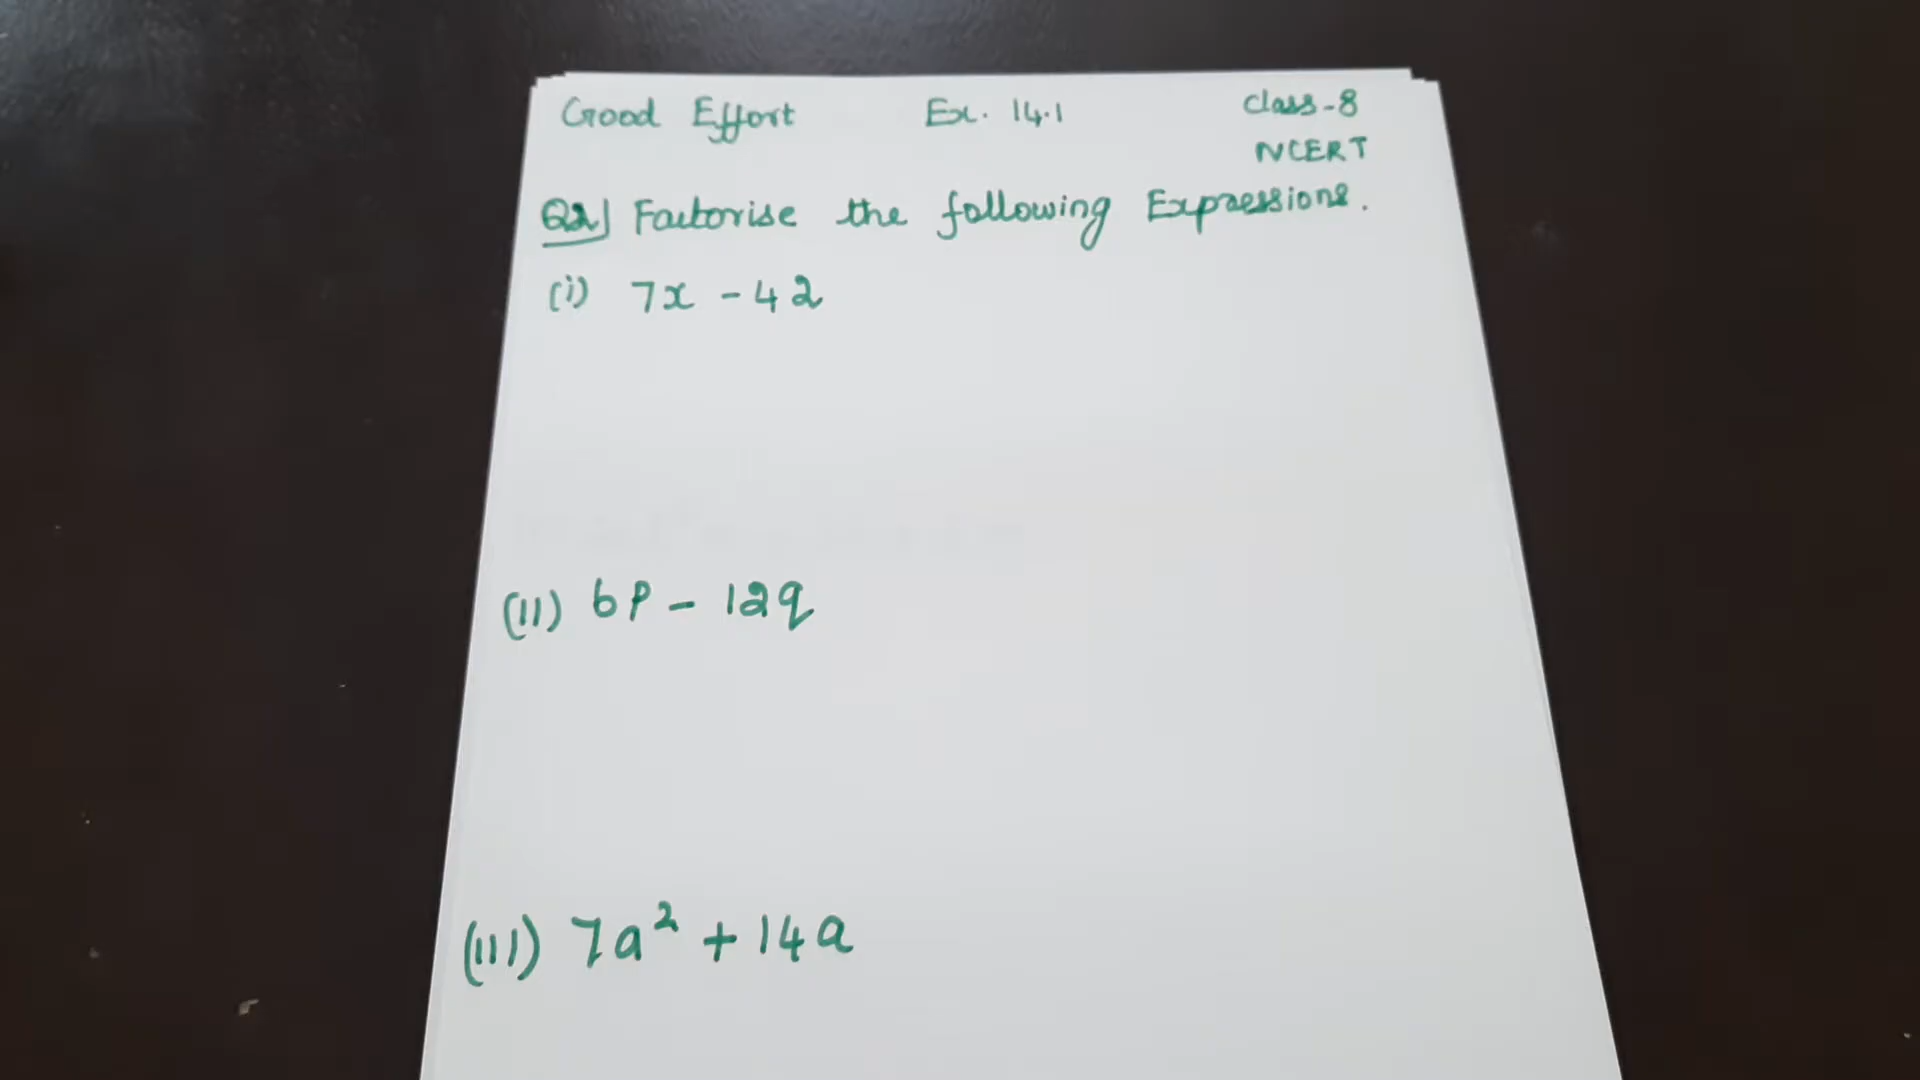 Good Effort Ex. 14.1 Class-8
NCERT
Q2] Factorise the following Expressions.
(i) 7x - 42
(II) 6p - 12q
(III) 7a² + 14a